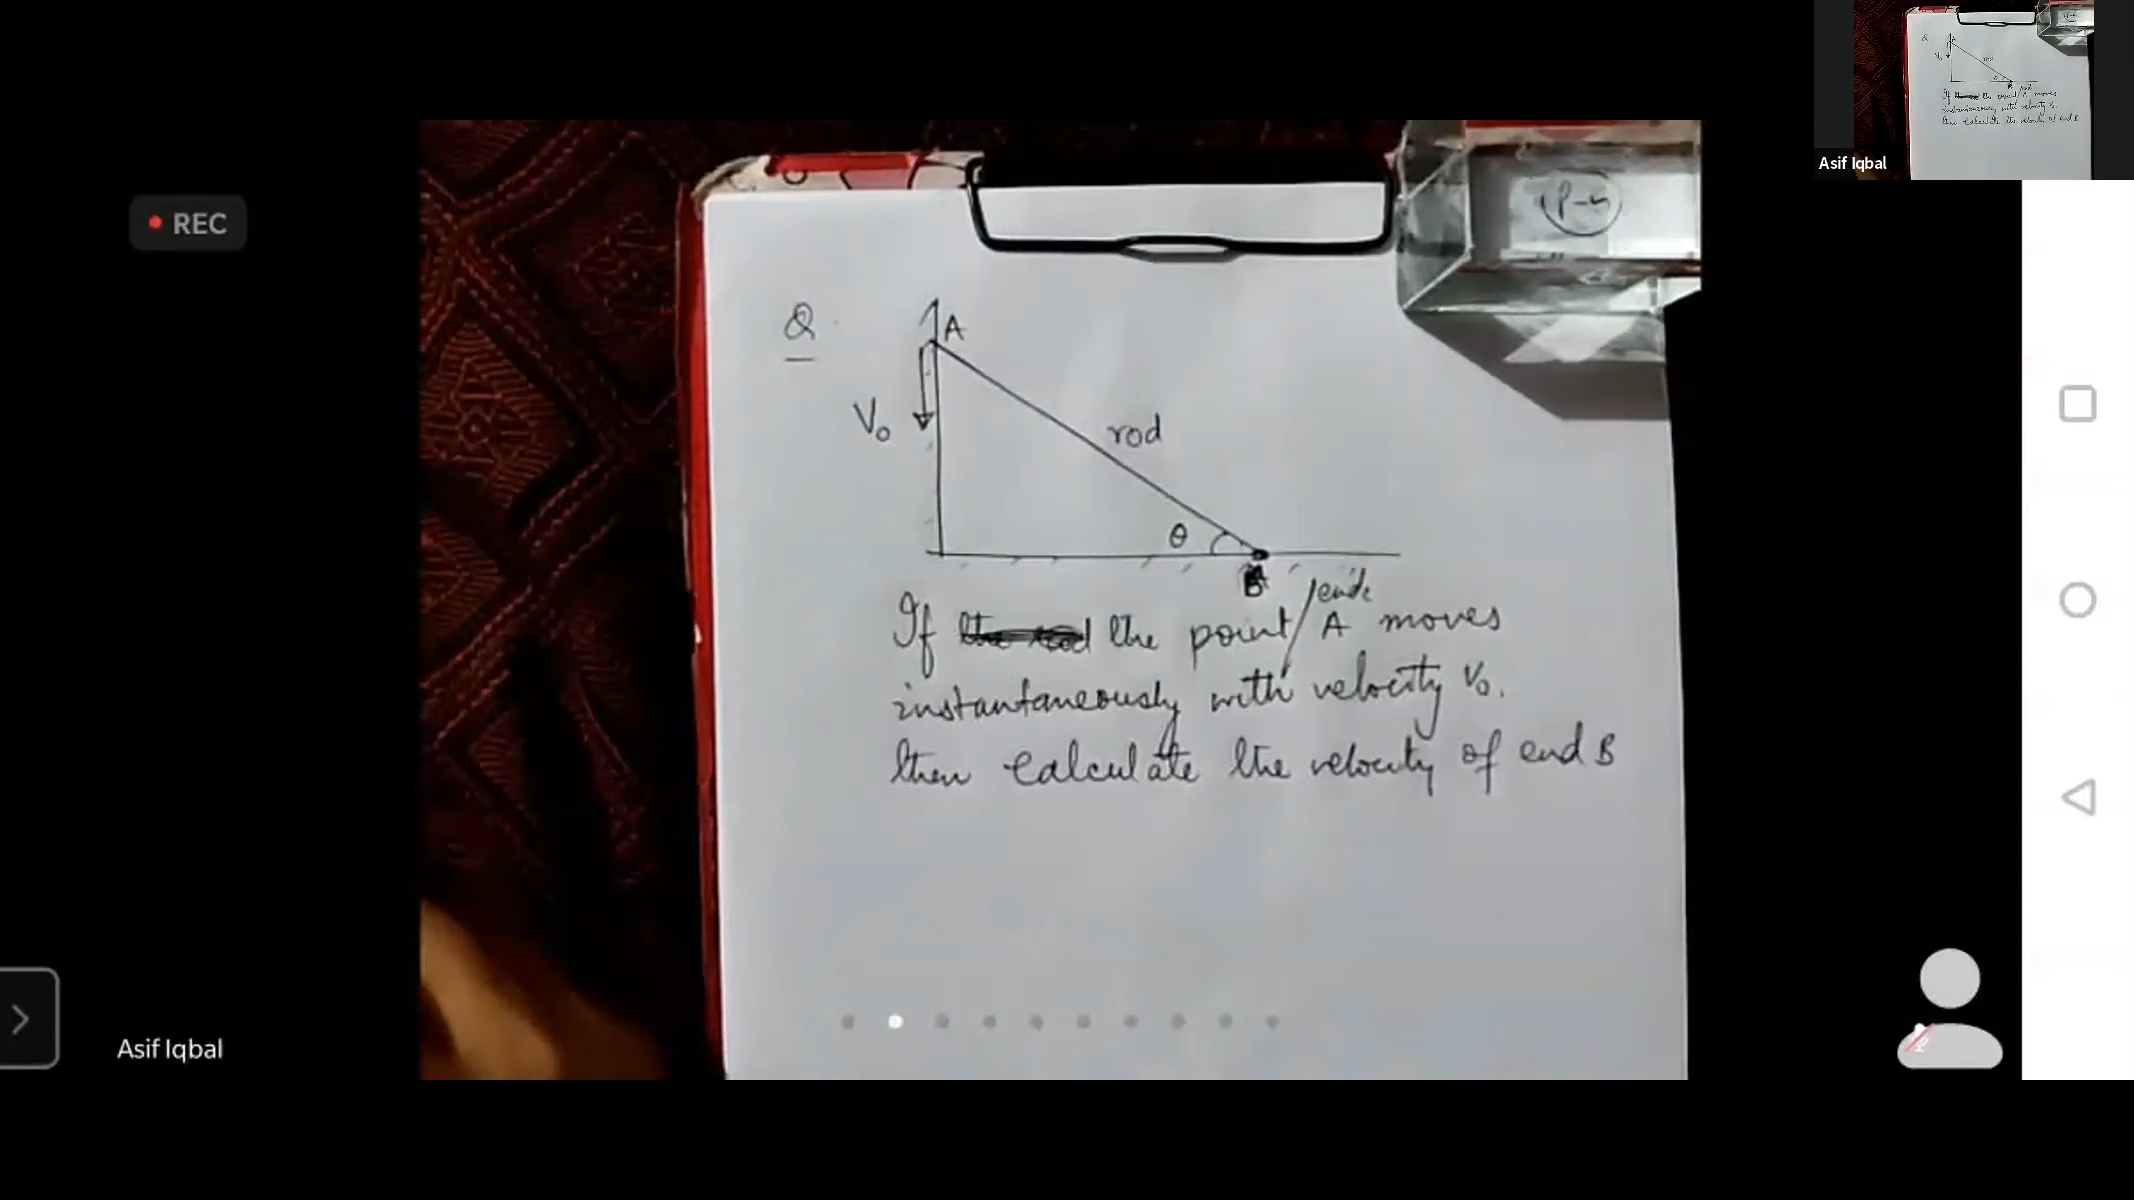 REC
Asif Iqbal
Q
A
V₀
rod
θ
B
/end
If the point / A moves
instantaneously with velocity V₀.
then calculate the velocity of end B
Asif Iqbal